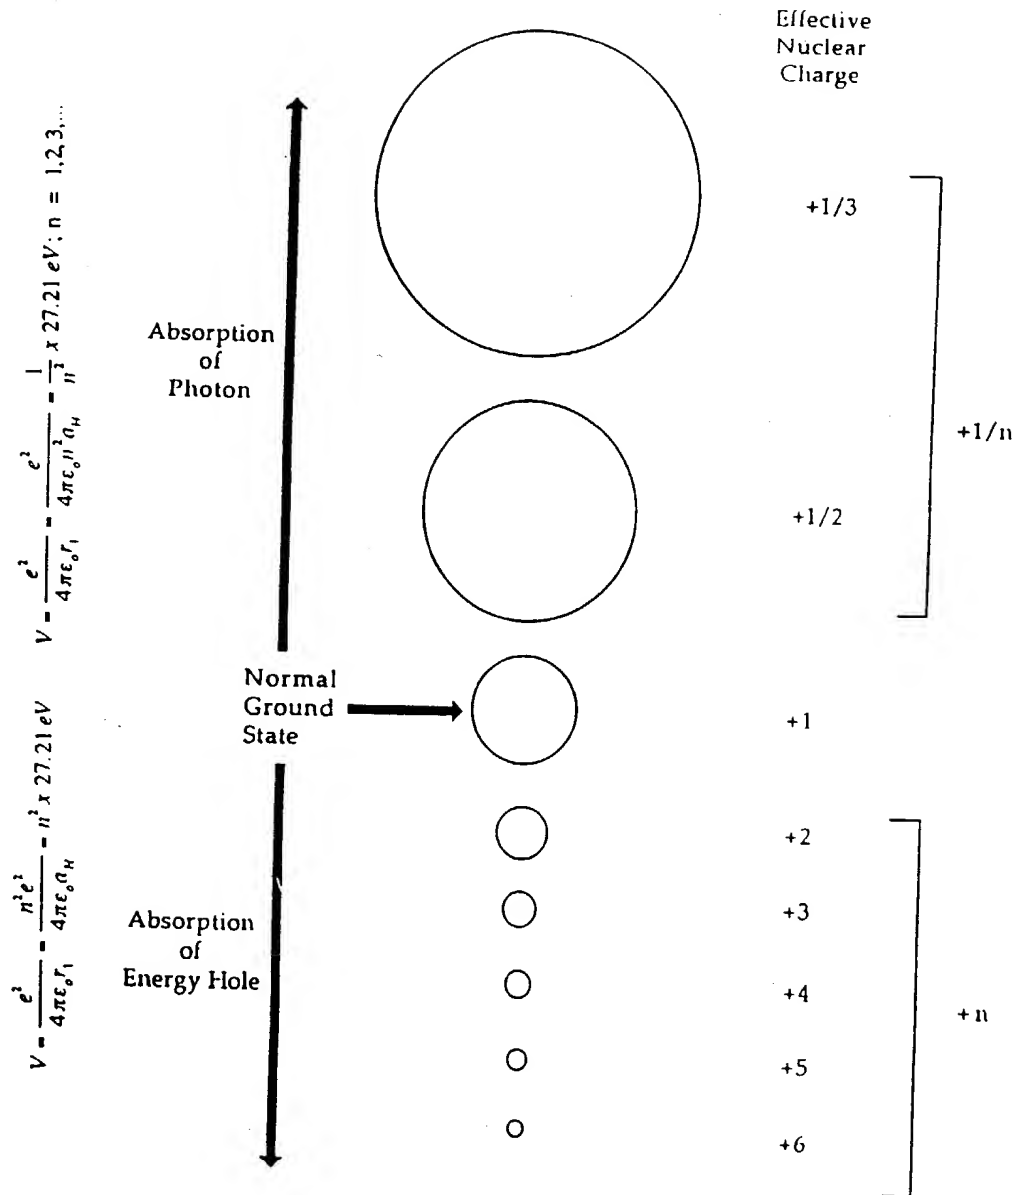 Effective
Nuclear
Charge
V = e² / 4πε₀r₁ = e² / 4πε₀n²a_H = 1/n² x 27.21 eV; n = 1,2,3,...
+1/3
Absorption
of
Photon
+1/n
+1/2
Normal
Ground
State
+1
V = e² / 4πε₀r₁ = n²e² / 4πε₀a_H = n² x 27.21 eV
+2
+3
Absorption
of
Energy Hole
+4
+n
+5
+6